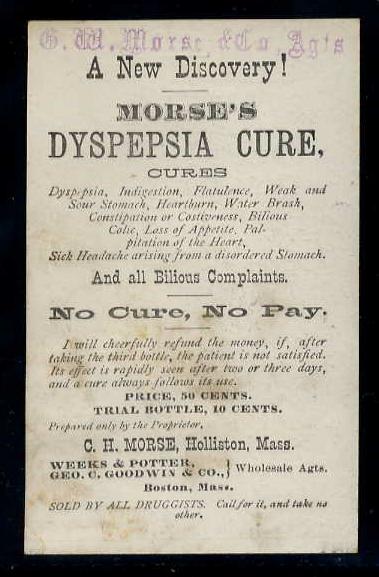 G. W. Morse, & Co, Ag'ts
A New Discovery!
MORSE'S
DYSPEPSIA CURE,
CURES
Dyspepsia, Indigestion, Flatulence, Weak and
Sour Stomach, Heartburn, Water Brash,
Constipation or Costiveness, Bilious
Colic, Loss of Appetite, Pal-
pitation of the Heart,
Sick Headache arising from a disordered Stomach.
And all Bilious Complaints.
No Cure, No Pay.
I will cheerfully refund the money, if, after
taking the third bottle, the patient is not satisfied.
Its effect is rapidly seen after two or three days,
and a cure always follows its use.
PRICE, 50 CENTS.
TRIAL BOTTLE, 10 CENTS.
Prepared only by the Proprietor,
C. H. MORSE, Holliston, Mass.
WEEKS & POTTER,
GEO. C. GOODWIN & CO., } Wholesale Agts.
Boston, Mass.
SOLD BY ALL DRUGGISTS. Call for it, and take no
other.